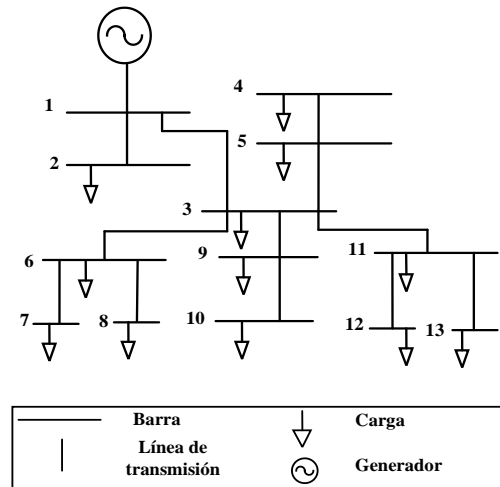 1
4
2
5
3
6
9
11
7
8
10
12
13
Barra
Carga
Línea de
transmisión
Generador